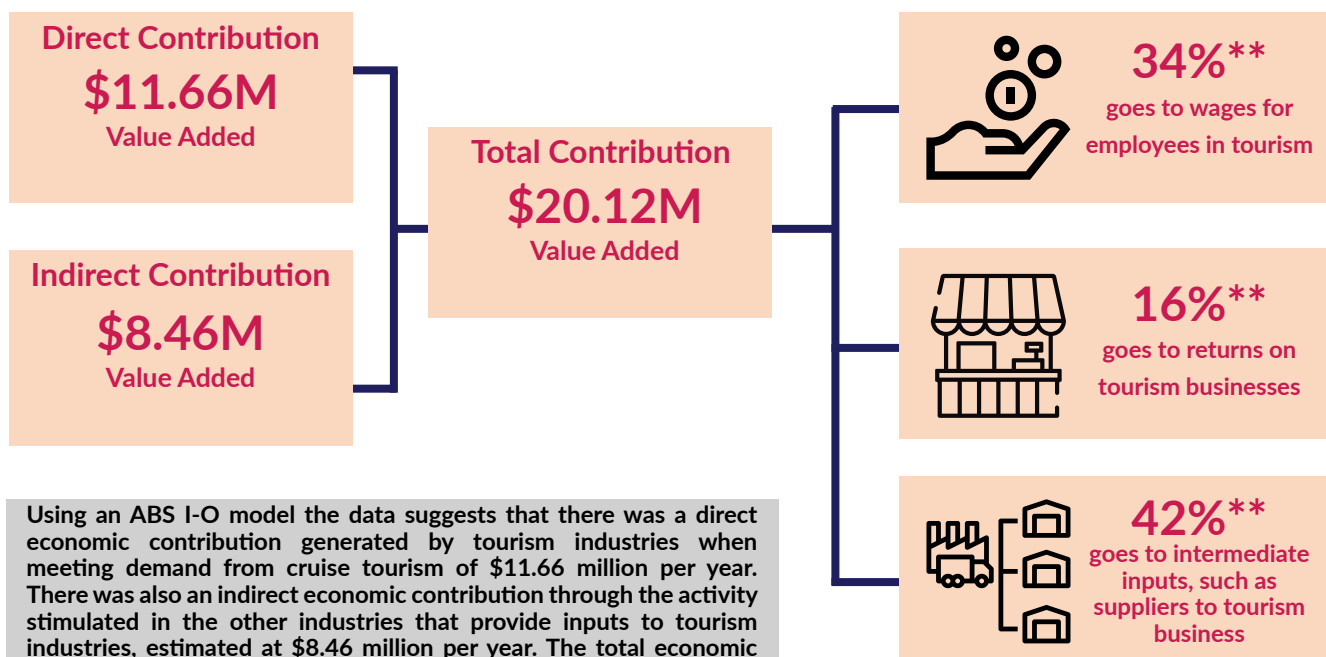 Direct Contribution
$11.66M
Value Added
Indirect Contribution
$8.46M
Value Added
Total Contribution
$20.12M
Value Added
34%**
goes to wages for
employees in tourism
16%**
goes to returns on
tourism businesses
42%**
goes to intermediate
inputs, such as
suppliers to tourism
business
Using an ABS I-O model the data suggests that there was a direct
economic contribution generated by tourism industries when
meeting demand from cruise tourism of $11.66 million per year.
There was also an indirect economic contribution through the activity
stimulated in the other industries that provide inputs to tourism
industries, estimated at $8.46 million per year. The total economic